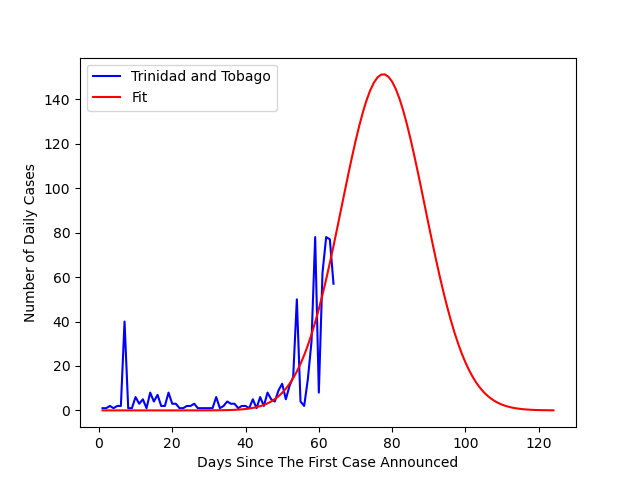 Trinidad and Tobago
Fit
140
120
100
80
60
40
20
0
Number of Daily Cases
0 20 40 60 80 100 120
Days Since The First Case Announced